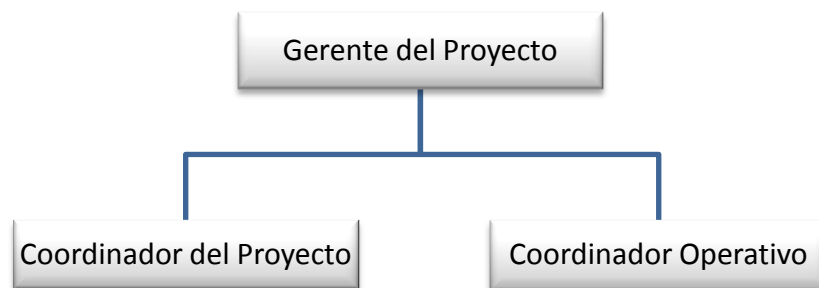 Gerente del Proyecto
Coordinador del Proyecto
Coordinador Operativo